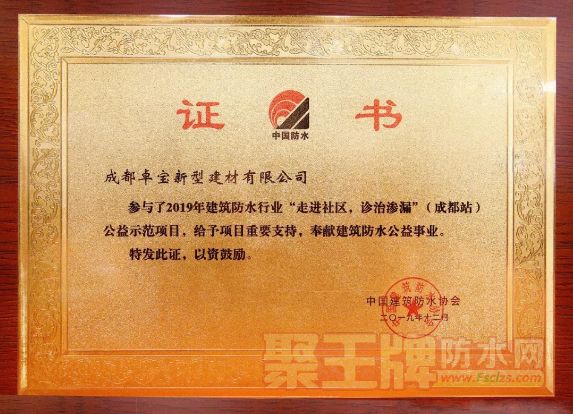 证 书
中国防水
成都卓宝新型建材有限公司
参与了2019年建筑防水行业“走进社区，诊治渗漏”（成都站）
公益示范项目，给予项目重要支持，奉献建筑防水公益事业。
特发此证，以资鼓励。
中国建筑防水协会
二〇一九年十二月
聚王牌防水网
www.Fsclzs.com